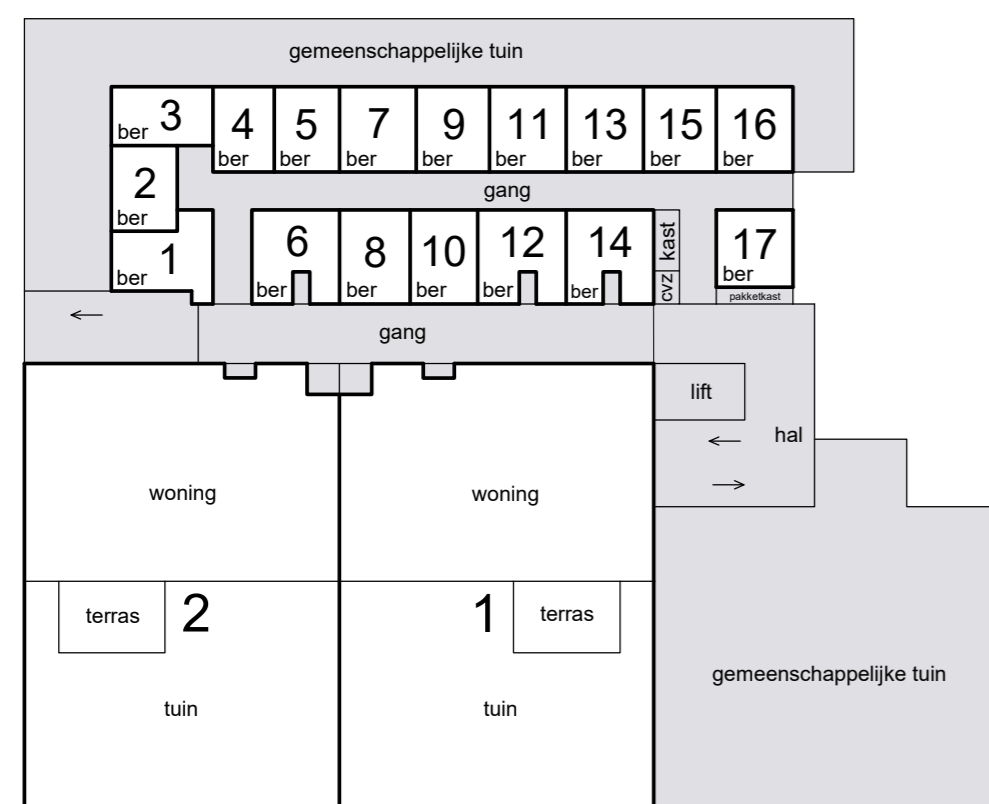 gemeenschappelijke tuin
3 4 5 7 9 11 13 15 16
ber ber ber ber ber ber ber ber ber
2
ber
gang
1
ber
6 8 10 12 14
ber ber ber ber ber
kast
cvz
17
ber
pakketkast
gang
lift
hal
woning
woning
terras
2
1
terras
tuin
tuin
gemeenschappelijke tuin